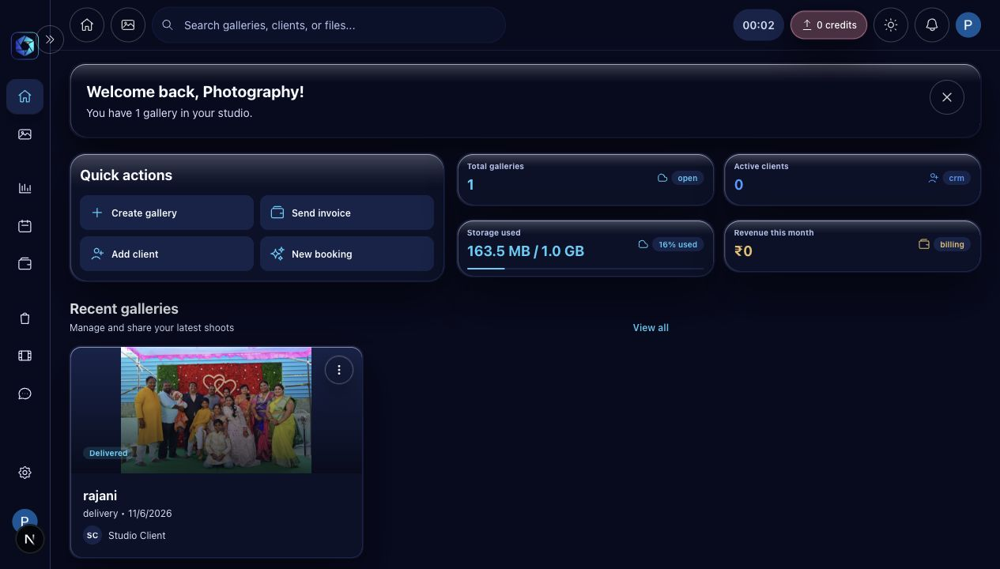 Search galleries, clients, or files...
00:02
0 credits
P
Welcome back, Photography!
You have 1 gallery in your studio.
Quick actions
Create gallery
Send invoice
Add client
New booking
Total galleries
1
open
Active clients
0
crm
Storage used
163.5 MB / 1.0 GB
16% used
Revenue this month
₹0
billing
Recent galleries
Manage and share your latest shoots
View all
Delivered
rajani
delivery • 11/6/2026
SC
Studio Client
P
N